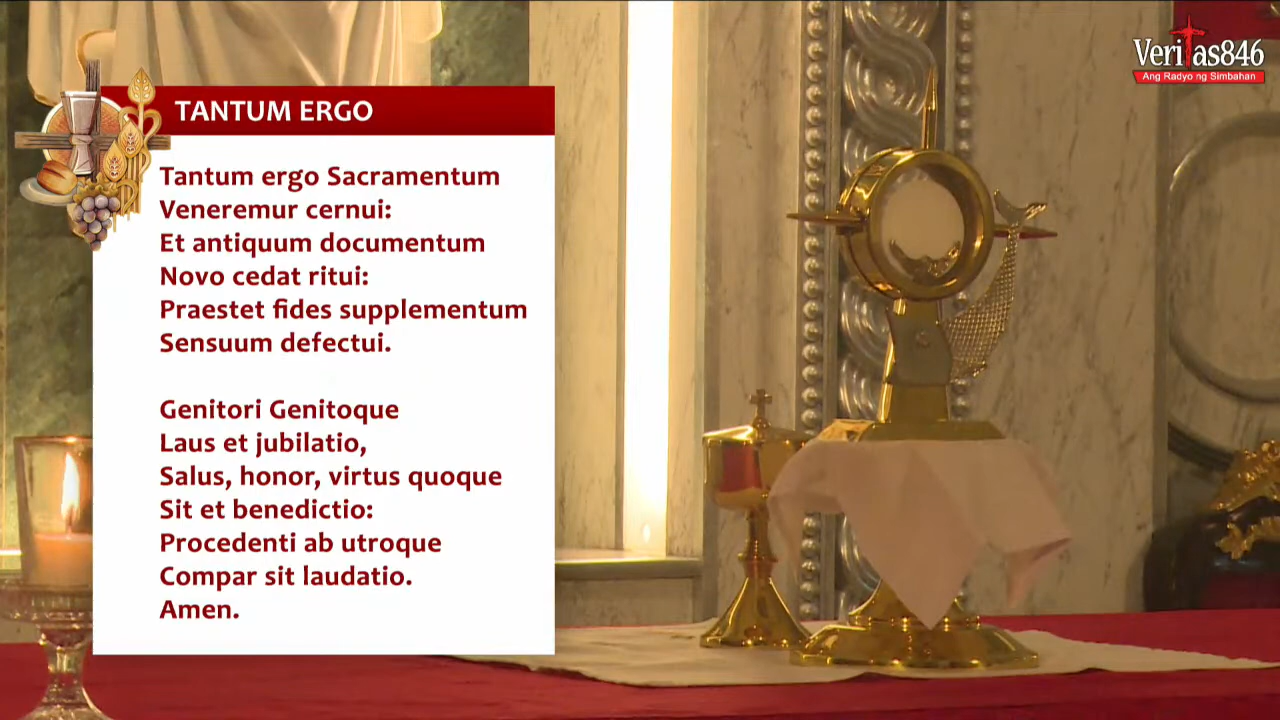 TANTUM ERGO
Tantum ergo Sacramentum
Veneremur cernui:
Et antiquum documentum
Novo cedat ritui:
Praestet fides supplementum
Sensuum defectui.
Genitori Genitoque
Laus et jubilatio,
Salus, honor, virtus quoque
Sit et benedictio:
Procedenti ab utroque
Compar sit laudatio.
Amen.
Veritas846
Ang Radyo ng Simbahan